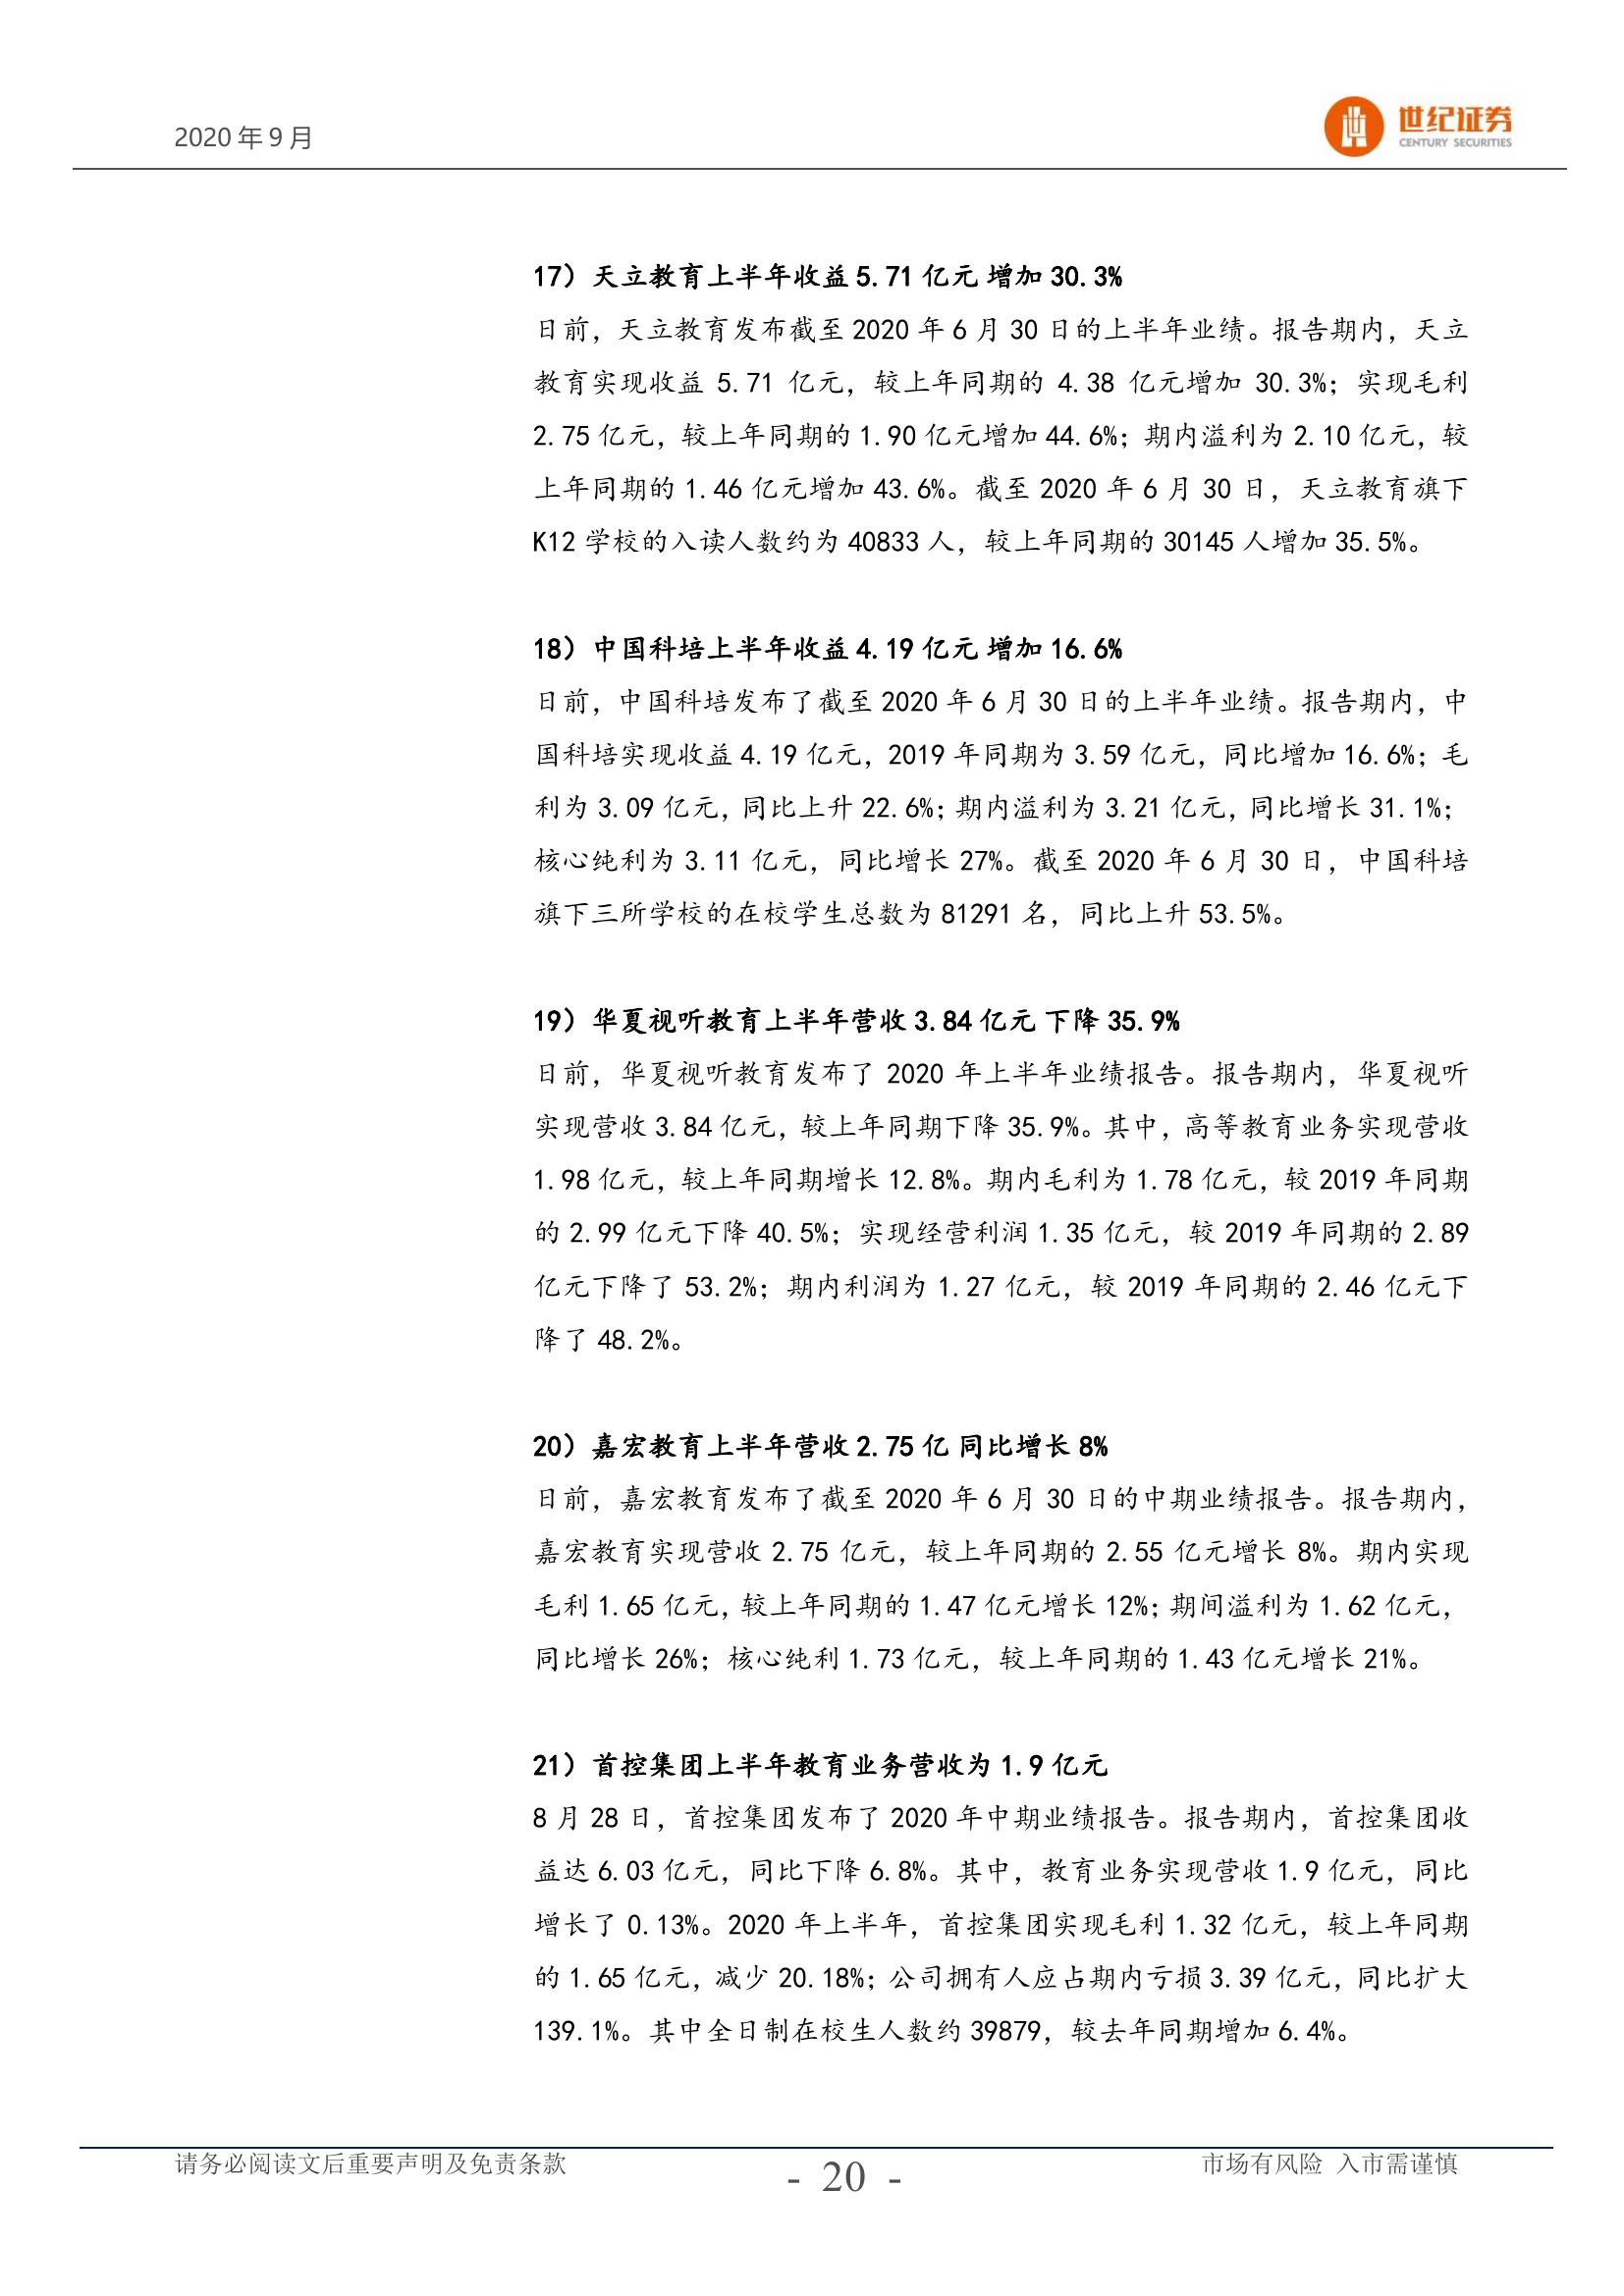 2020 年 9 月
世纪证券
CENTURY SECURITIES
17）天立教育上半年收益 5.71 亿元 增加 30.3%
日前，天立教育发布截至 2020 年 6 月 30 日的上半年业绩。报告期内，天立
教育实现收益 5.71 亿元，较上年同期的 4.38 亿元增加 30.3%；实现毛利
2.75 亿元，较上年同期的 1.90 亿元增加 44.6%；期内溢利为 2.10 亿元，较
上年同期的 1.46 亿元增加 43.6%。截至 2020 年 6 月 30 日，天立教育旗下
K12 学校的入读人数约为 40833 人，较上年同期的 30145 人增加 35.5%。
18）中国科培上半年收益 4.19 亿元 增加 16.6%
日前，中国科培发布了截至 2020 年 6 月 30 日的上半年业绩。报告期内，中
国科培实现收益 4.19 亿元，2019 年同期为 3.59 亿元，同比增加 16.6%；毛
利为 3.09 亿元，同比上升 22.6%；期内溢利为 3.21 亿元，同比增长 31.1%；
核心纯利为 3.11 亿元，同比增长 27%。截至 2020 年 6 月 30 日，中国科培
旗下三所学校的在校学生总数为 81291 名，同比上升 53.5%。
19）华夏视听教育上半年营收 3.84 亿元 下降 35.9%
日前，华夏视听教育发布了 2020 年上半年业绩报告。报告期内，华夏视听
实现营收 3.84 亿元，较上年同期下降 35.9%。其中，高等教育业务实现营收
1.98 亿元，较上年同期增长 12.8%。期内毛利为 1.78 亿元，较 2019 年同期
的 2.99 亿元下降 40.5%；实现经营利润 1.35 亿元，较 2019 年同期的 2.89
亿元下降了 53.2%；期内利润为 1.27 亿元，较 2019 年同期的 2.46 亿元下
降了 48.2%。
20）嘉宏教育上半年营收 2.75 亿 同比增长 8%
日前，嘉宏教育发布了截至 2020 年 6 月 30 日的中期业绩报告。报告期内，
嘉宏教育实现营收 2.75 亿元，较上年同期的 2.55 亿元增长 8%。期内实现
毛利 1.65 亿元，较上年同期的 1.47 亿元增长 12%；期间溢利为 1.62 亿元，
同比增长 26%；核心纯利 1.73 亿元，较上年同期的 1.43 亿元增长 21%。
21）首控集团上半年教育业务营收为 1.9 亿元
8 月 28 日，首控集团发布了 2020 年中期业绩报告。报告期内，首控集团收
益达 6.03 亿元，同比下降 6.8%。其中，教育业务实现营收 1.9 亿元，同比
增长了 0.13%。2020 年上半年，首控集团实现毛利 1.32 亿元，较上年同期
的 1.65 亿元，减少 20.18%；公司拥有人应占期内亏损 3.39 亿元，同比扩大
139.1%。其中全日制在校生人数约 39879，较去年同期增加 6.4%。
请务必阅读文后重要声明及免责条款
- 20 -
市场有风险 入市需谨慎